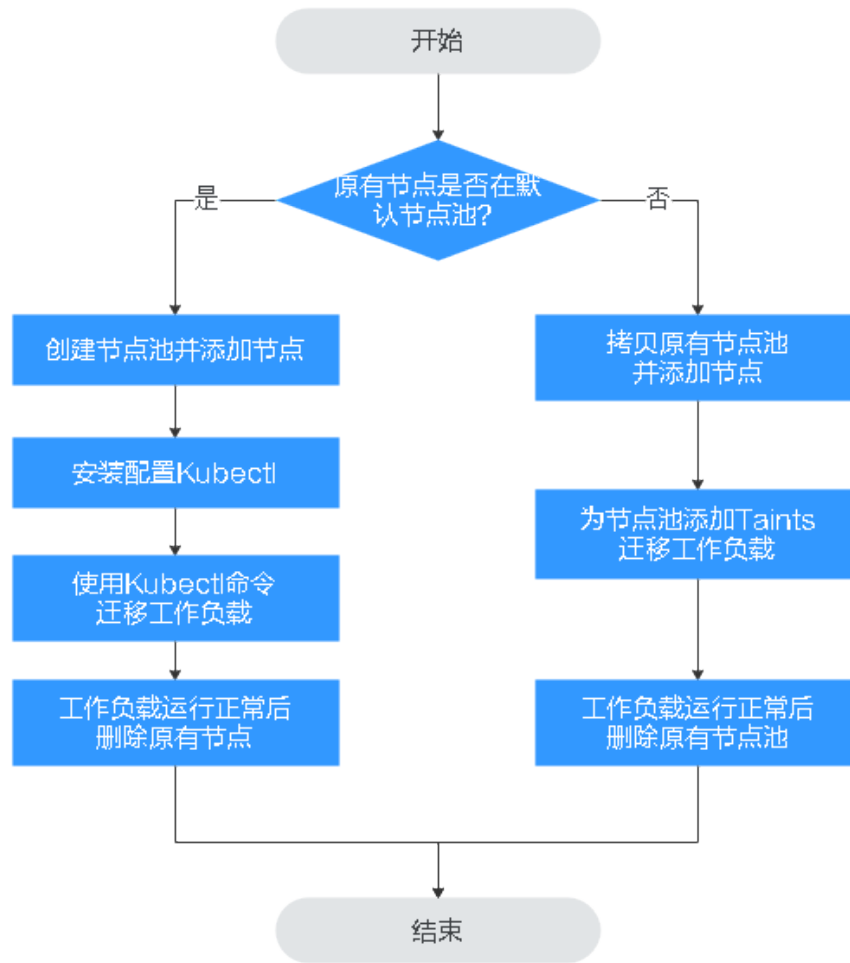 开始
原有节点是否在默
认节点池?
是
否
创建节点池并添加节点
安装配置Kubectl
使用Kubectl命令
迁移工作负载
工作负载运行正常后
删除原有节点
拷贝原有节点池
并添加节点
为节点池添加Taints
迁移工作负载
工作负载运行正常后
删除原有节点池
结束